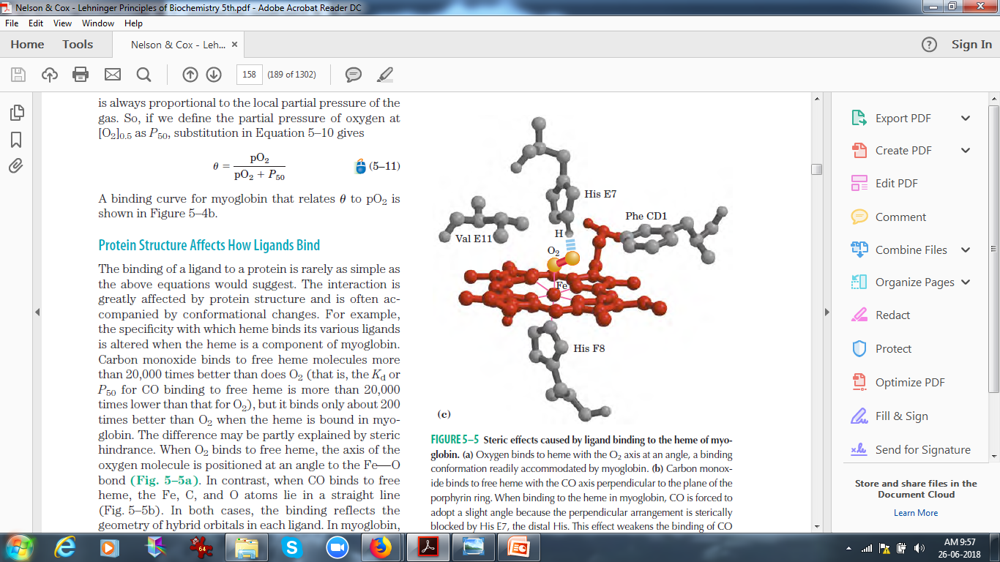 Nelson & Cox - Lehninger Principles of Biochemistry 5th.pdf - Adobe Acrobat Reader DC
File Edit View Window Help
Home Tools Nelson & Cox - Leh... × ? Sign In
158 (189 of 1302)
is always proportional to the local partial pressure of the
gas. So, if we define the partial pressure of oxygen at
[O₂]₀.₅ as P₅₀, substitution in Equation 5–10 gives
θ = pO₂ / pO₂ + P₅₀ (5–11)
A binding curve for myoglobin that relates θ to pO₂ is
shown in Figure 5–4b.
Protein Structure Affects How Ligands Bind
The binding of a ligand to a protein is rarely as simple as
the above equations would suggest. The interaction is
greatly affected by protein structure and is often ac-
companied by conformational changes. For example,
the specificity with which heme binds its various ligands
is altered when the heme is a component of myoglobin.
Carbon monoxide binds to free heme molecules more
than 20,000 times better than does O₂ (that is, the Kd or
P₅₀ for CO binding to free heme is more than 20,000
times lower than that for O₂), but it binds only about 200
times better than O₂ when the heme is bound in myo-
globin. The difference may be partly explained by steric
hindrance. When O₂ binds to free heme, the axis of the
oxygen molecule is positioned at an angle to the Fe—O
bond (Fig. 5–5a). In contrast, when CO binds to free
heme, the Fe, C, and O atoms lie in a straight line
(Fig. 5–5b). In both cases, the binding reflects the
geometry of hybrid orbitals in each ligand. In myoglobin,
His E7
Phe CD1
Val E11
H
O₂
Fe
His F8
(c)
FIGURE 5–5 Steric effects caused by ligand binding to the heme of myo-
globin. (a) Oxygen binds to heme with the O₂ axis at an angle, a binding
conformation readily accommodated by myoglobin. (b) Carbon monox-
ide binds to free heme with the CO axis perpendicular to the plane of the
porphyrin ring. When binding to the heme in myoglobin, CO is forced to
adopt a slight angle because the perpendicular arrangement is sterically
blocked by His E7, the distal His. This effect weakens the binding of CO
Export PDF
Create PDF
Edit PDF
Comment
Combine Files
Organize Pages
Redact
Protect
Optimize PDF
Fill & Sign
Send for Signature
Store and share files in the
Document Cloud
Learn More
64
AM 9:57
26-06-2018